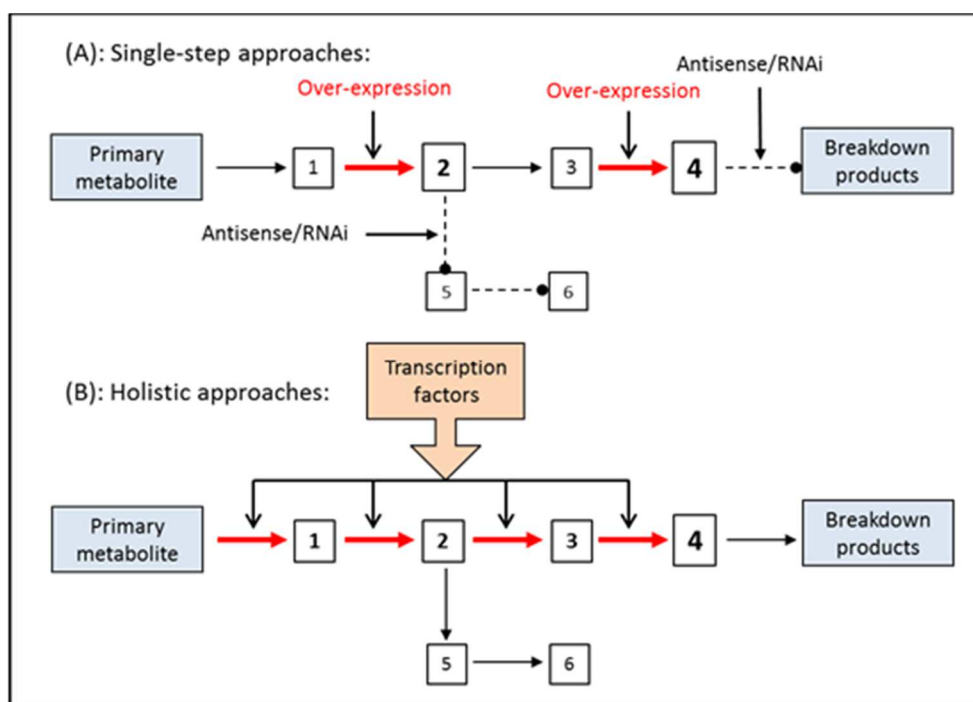 (A): Single-step approaches:
Antisense/RNAi
Over-expression
Over-expression
Primary
metabolite
1
2
3
4
Breakdown
products
Antisense/RNAi
5
6
Transcription
factors
(B): Holistic approaches:
Primary
metabolite
1
2
3
4
Breakdown
products
5
6